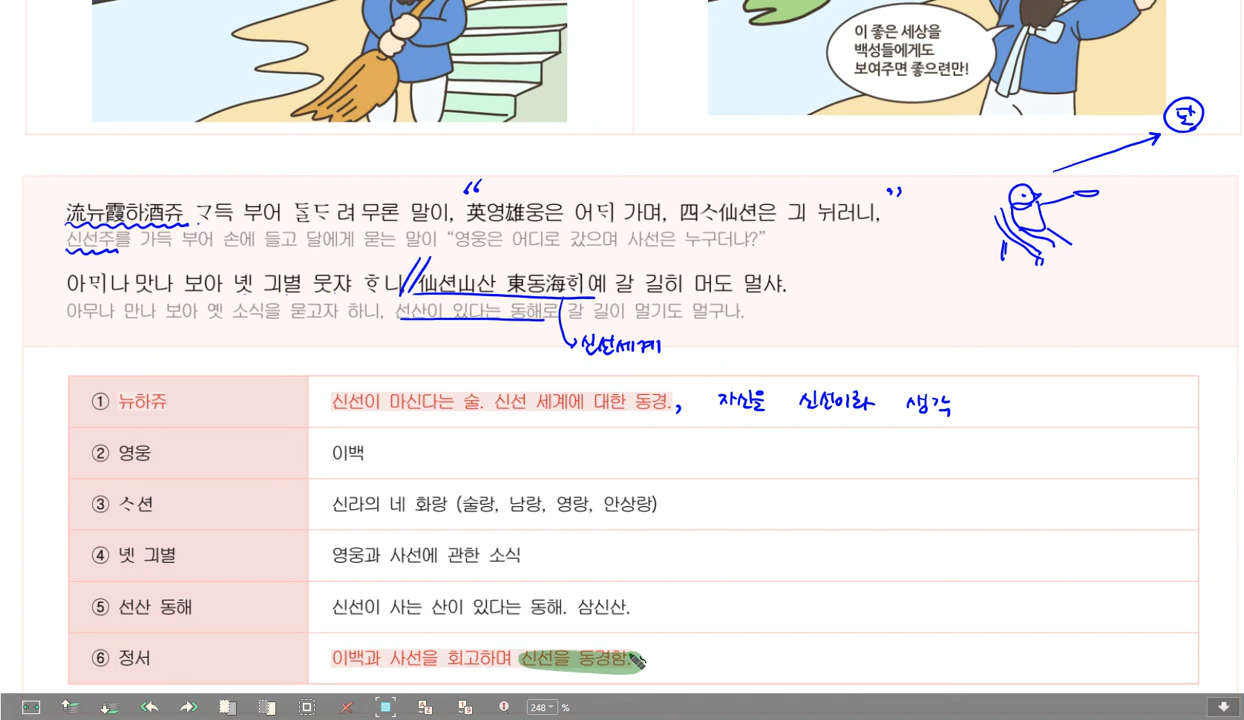 이 좋은 세상을
백성들에게도
보여주면 좋으련만!
달
流뉴霞하酒쥬 ᄀᆞ득 부어 ᄃᆞᆯᄃᆞ려 무론 말이, “英영雄웅은 어ᄃᆡ 가며, 四ᄉᆞ仙션은 긔 뉘러니,”
신선주를 가득 부어 손에 들고 달에게 묻는 말이 “영웅은 어디로 갔으며 사선은 누구더냐?”
아ᄆᆡ나 맛나 보아 녯 긔별 뭇쟈 ᄒᆞ니 // 仙션山산 東동海ᄒᆡ예 갈 길히 머도 멀샤.
아무나 만나 보아 옛 소식을 묻고자 하니, 선산이 있다는 동해로 갈 길이 멀기도 멀구나.
신선세계
① 뉴하쥬 신선이 마신다는 술. 신선 세계에 대한 동경. , 자신을 신선이라 생각
② 영웅 이백
③ ᄉᆞ션 신라의 네 화랑 (술랑, 남랑, 영랑, 안상랑)
④ 녯 긔별 영웅과 사선에 관한 소식
⑤ 선산 동해 신선이 사는 산이 있다는 동해. 삼신산.
⑥ 정서 이백과 사선을 회고하며 신선을 동경함.
248 %